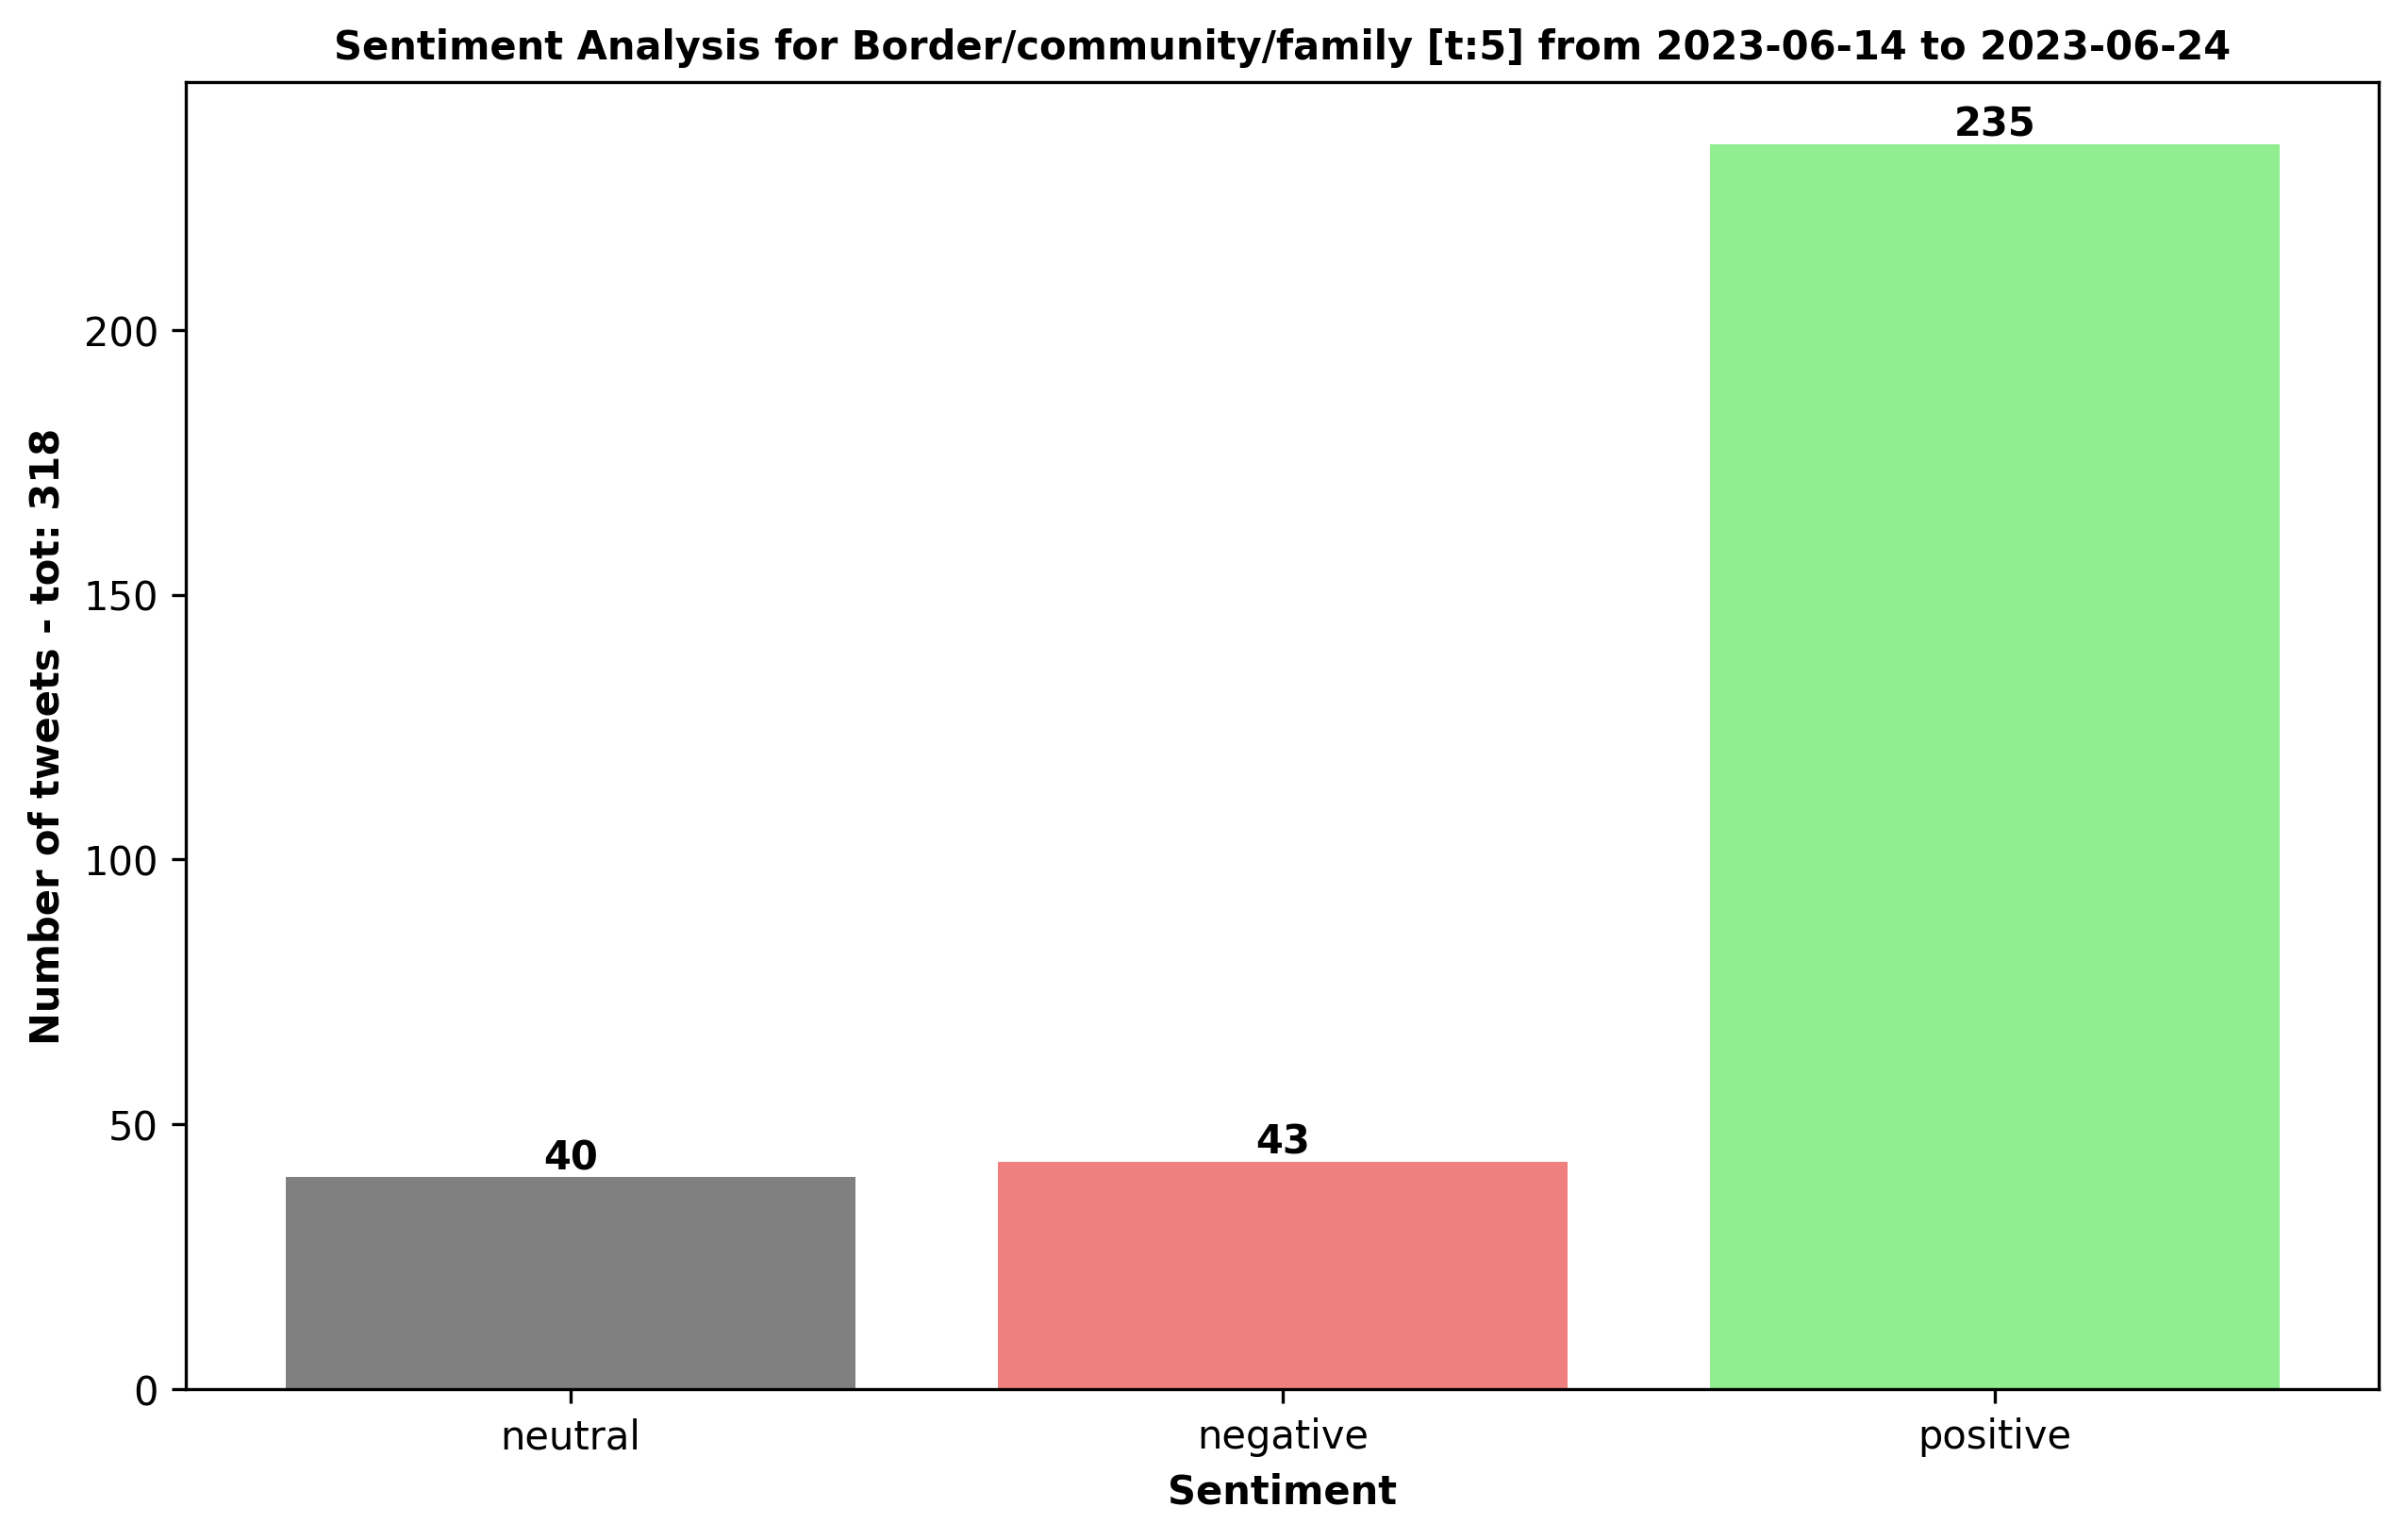 Sentiment Analysis for Border/community/family [t:5] from 2023-06-14 to 2023-06-24
Number of tweets - tot: 318
200
150
100
50
0
40
43
235
neutral
negative
positive
Sentiment